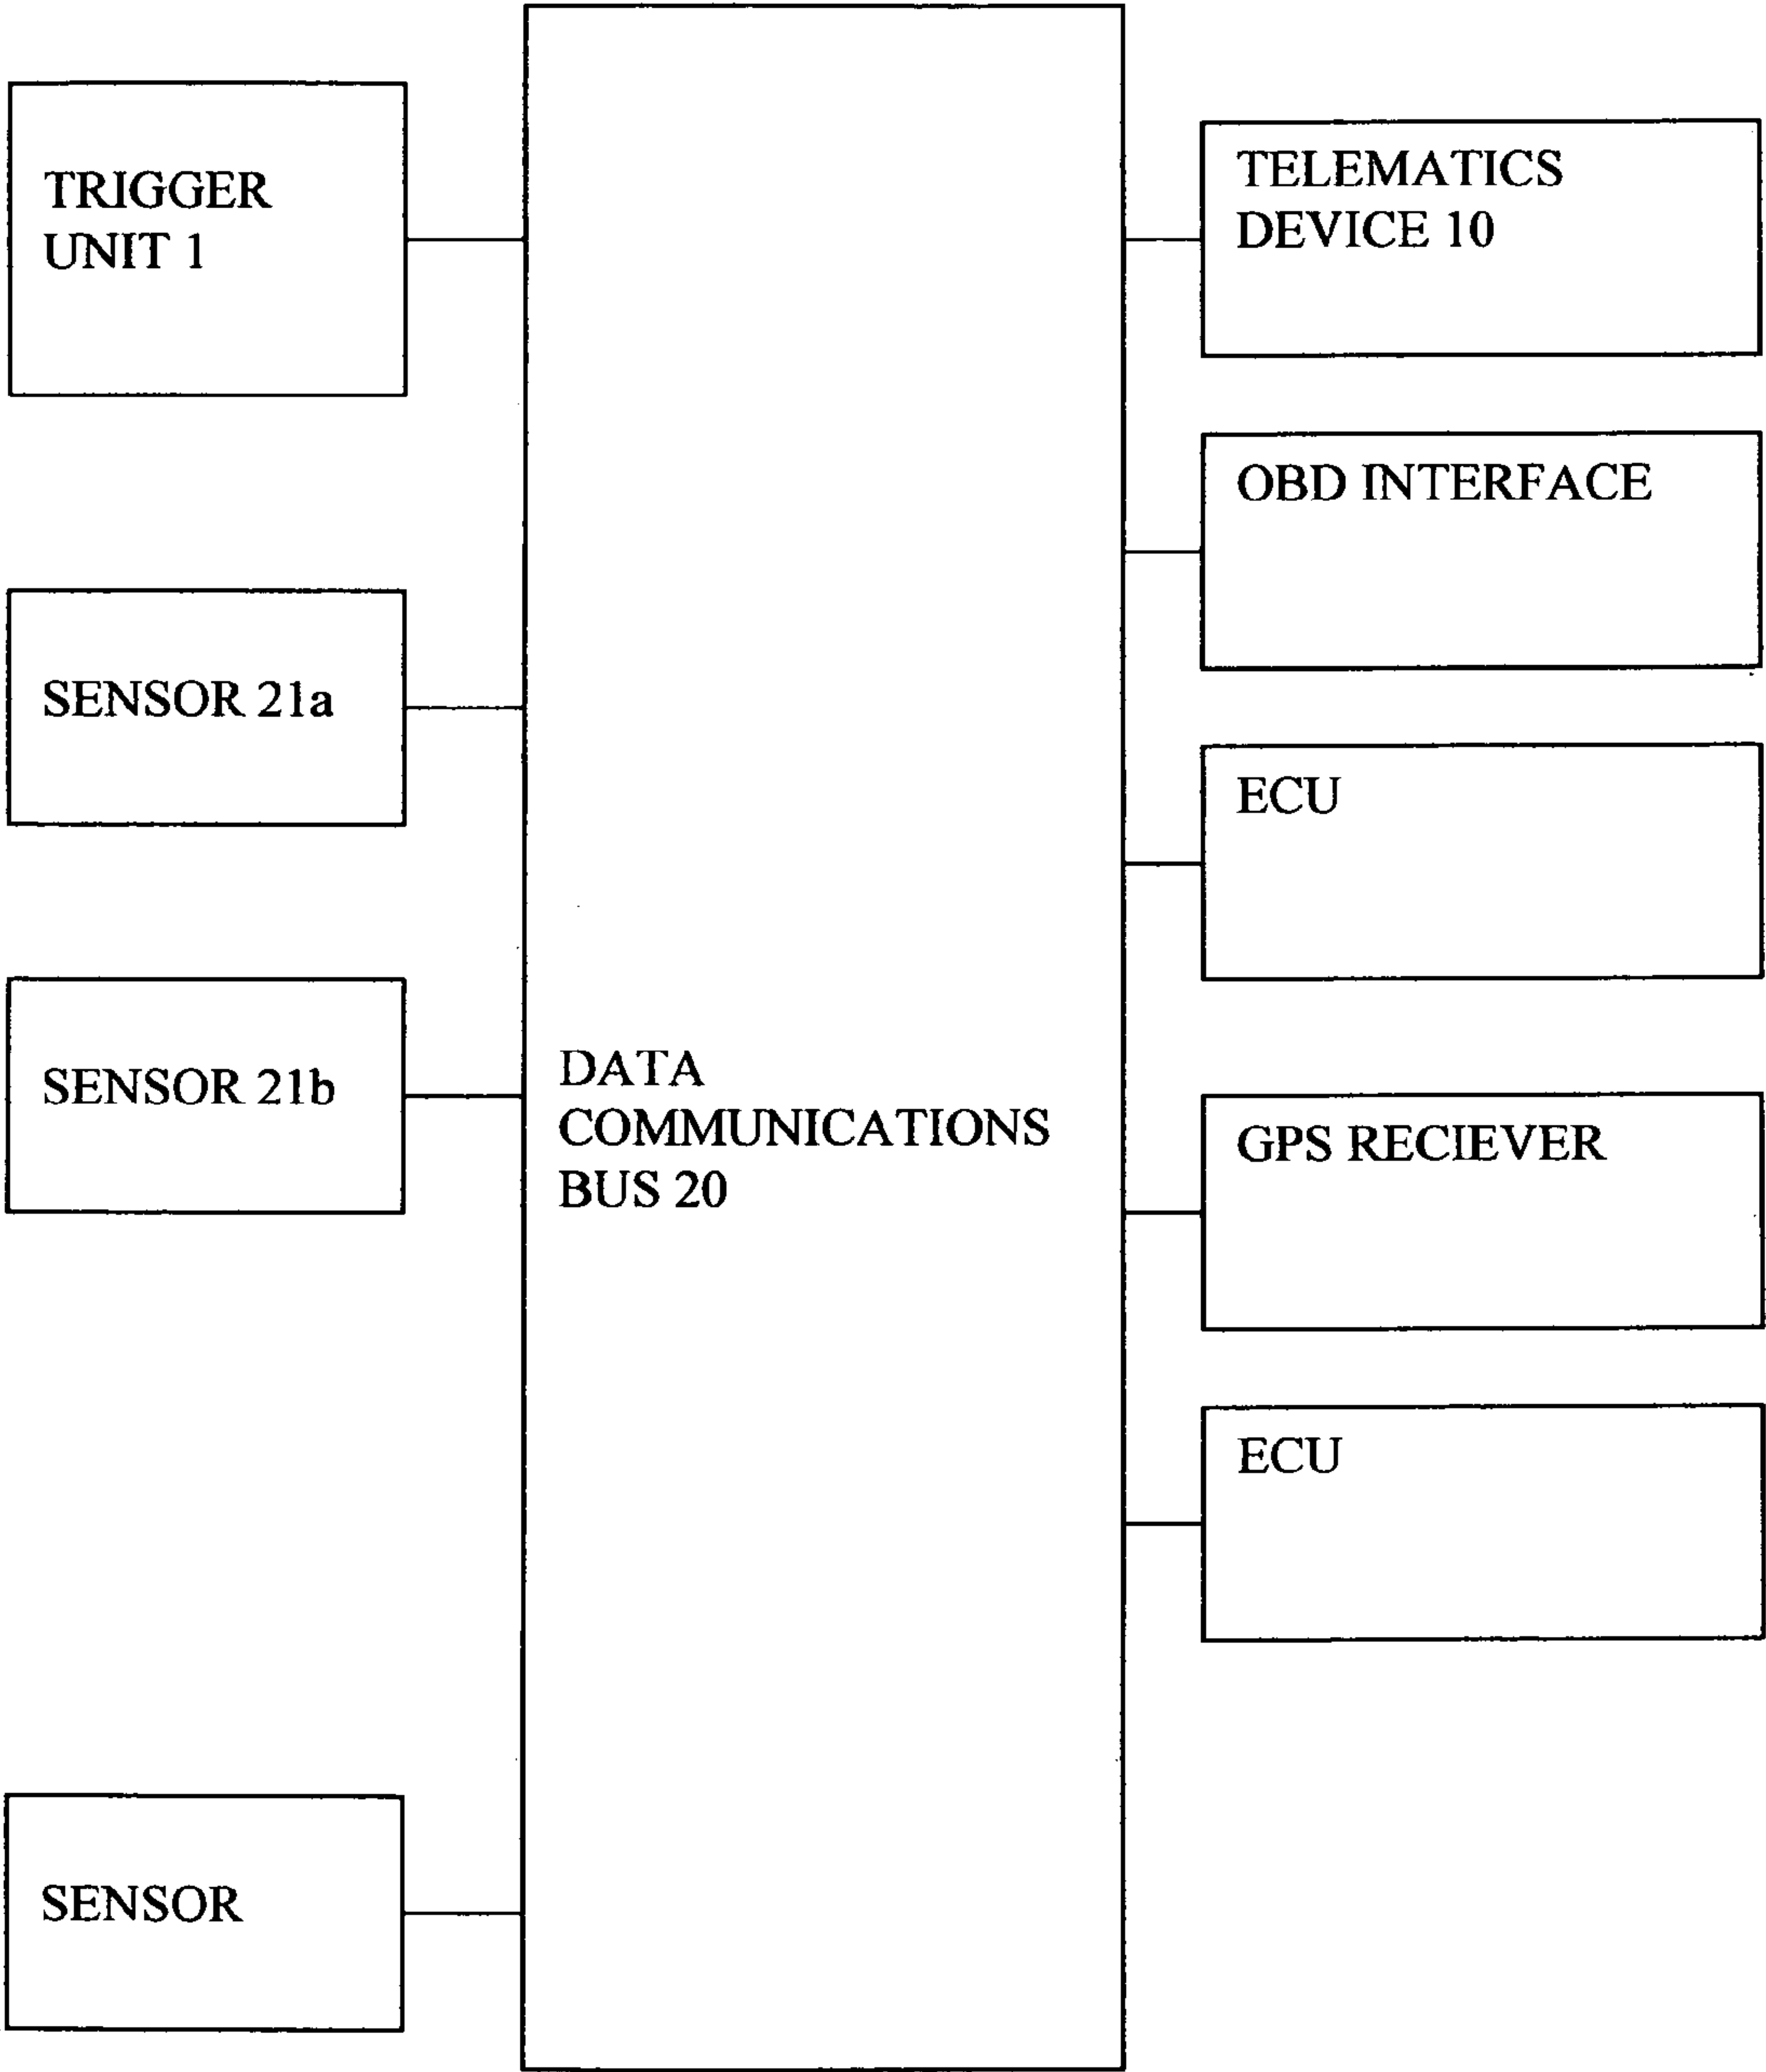 TRIGGER
UNIT 1
SENSOR 21a
SENSOR 21b
SENSOR
DATA
COMMUNICATIONS
BUS 20
TELEMATICS
DEVICE 10
OBD INTERFACE
ECU
GPS RECIEVER
ECU